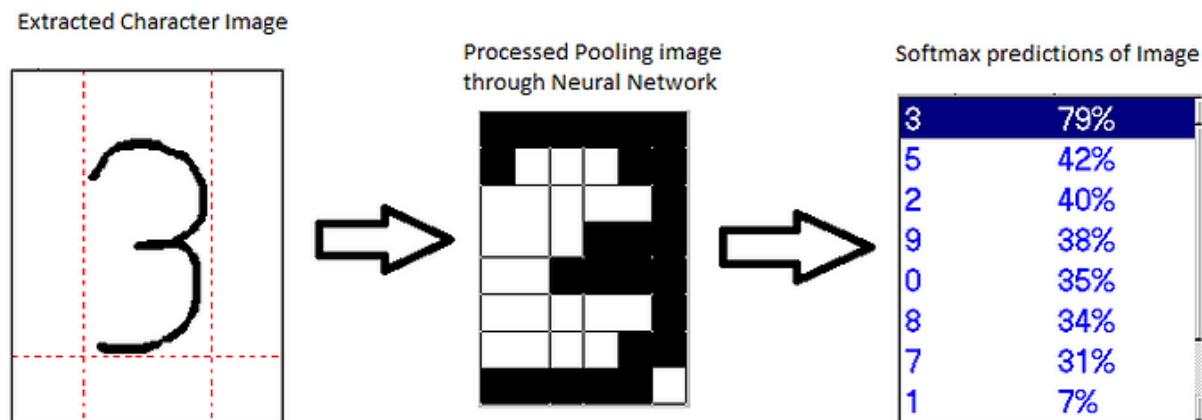 Extracted Character Image
3
Processed Pooling image
through Neural Network
Softmax predictions of Image
3 79%
5 42%
2 40%
9 38%
0 35%
8 34%
7 31%
1 7%